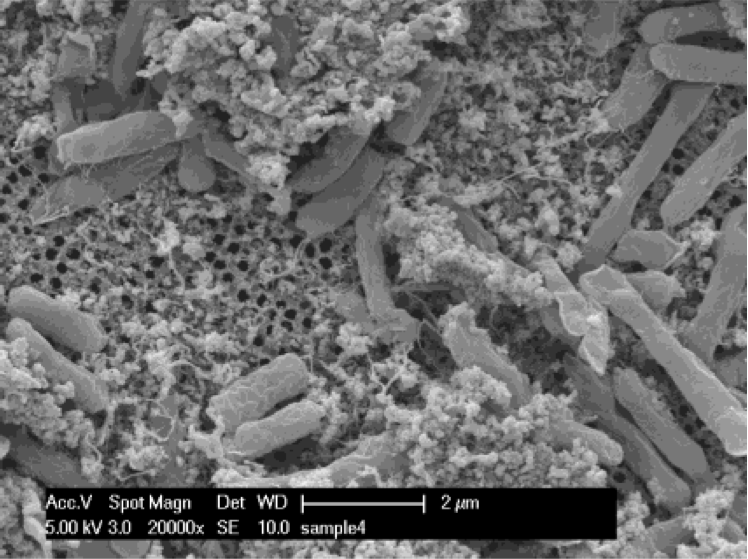 Acc.V Spot Magn Det WD 2 µm
5.00 kV 3.0 20000x SE 10.0 sample4